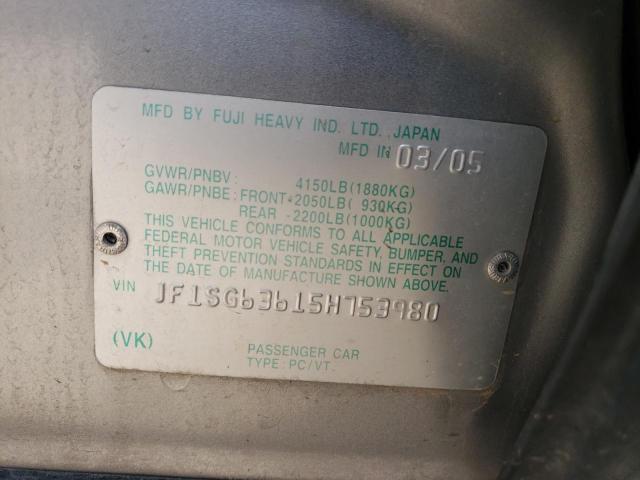 MFD BY FUJI HEAVY IND. LTD. JAPAN
MFD IN 03/05
GVWR/PNBV: 4150LB(1880KG)
GAWR/PNBE: FRONT-2050LB( 930KG)
REAR -2200LB(1000KG)
THIS VEHICLE CONFORMS TO ALL APPLICABLE
FEDERAL MOTOR VEHICLE SAFETY, BUMPER, AND
THEFT PREVENTION STANDARDS IN EFFECT ON
THE DATE OF MANUFACTURE SHOWN ABOVE.
VIN JF1SG63615H753980
(VK)
PASSENGER CAR
TYPE: PC/VT.